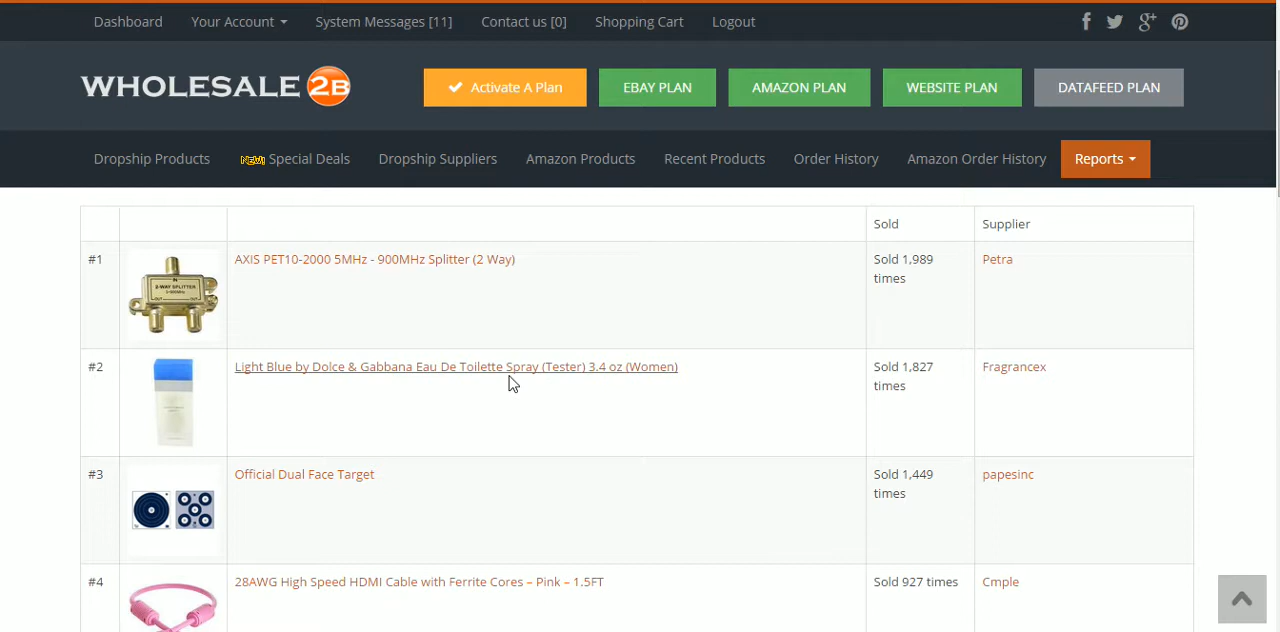 Dashboard Your Account System Messages [11] Contact us [0] Shopping Cart Logout
WHOLESALE 2B Activate A Plan EBAY PLAN AMAZON PLAN WEBSITE PLAN DATAFEED PLAN
Dropship Products NEW! Special Deals Dropship Suppliers Amazon Products Recent Products Order History Amazon Order History Reports
Sold Supplier
#1 AXIS PET10-2000 5MHz - 900MHz Splitter (2 Way) Sold 1,989 Petra
times
2-WAY SPLITTER
#2 Light Blue by Dolce & Gabbana Eau De Toilette Spray (Tester) 3.4 oz (Women) Sold 1,827 Fragrancex
times
#3 Official Dual Face Target Sold 1,449 papesinc
times
#4 28AWG High Speed HDMI Cable with Ferrite Cores – Pink – 1.5FT Sold 927 times Cmple